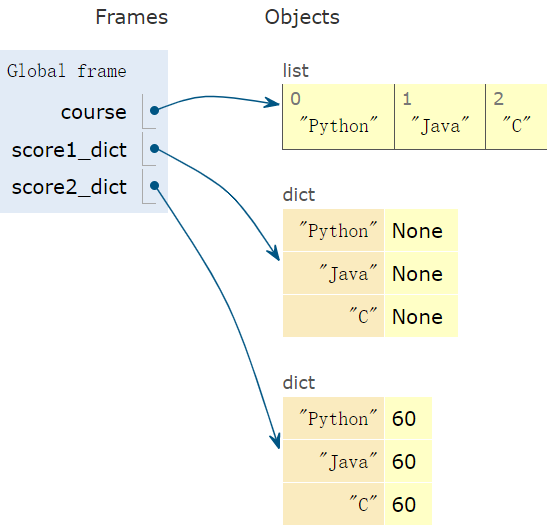 Frames Objects
Global frame
course
score1_dict
score2_dict
list
0 1 2
"Python" "Java" "C"
dict
"Python" None
"Java" None
"C" None
dict
"Python" 60
"Java" 60
"C" 60